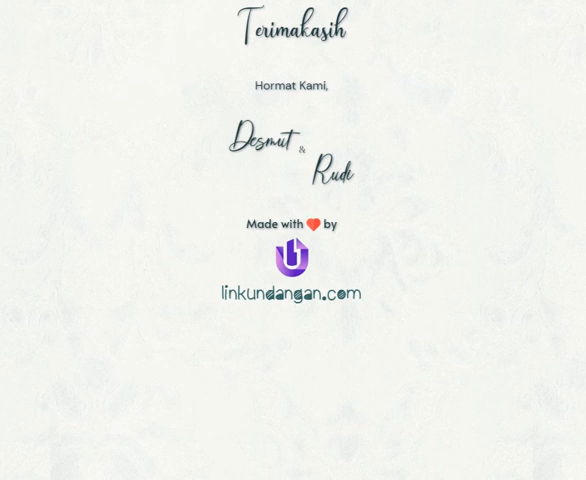 Terimakasih
Hormat Kami,
Desmut
&
Rudi
Made with ❤️ by
linkundangan.com